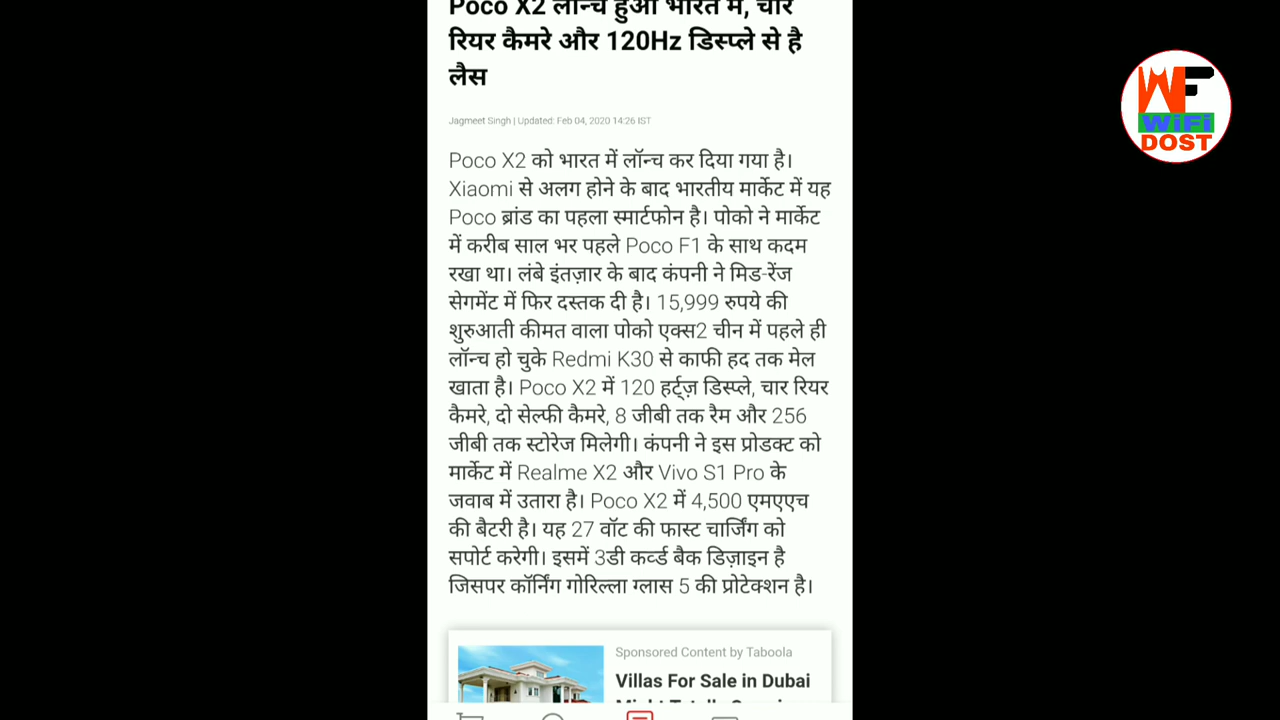 Poco X2 लॉन्च हुआ भारत में, चार
रियर कैमरे और 120Hz डिस्प्ले से है
लैस
Jagmeet Singh | Updated: Feb 04, 2020 14:26 IST
Poco X2 को भारत में लॉन्च कर दिया गया है।
Xiaomi से अलग होने के बाद भारतीय मार्केट में यह
Poco ब्रांड का पहला स्मार्टफोन है। पोको ने मार्केट
में करीब साल भर पहले Poco F1 के साथ कदम
रखा था। लंबे इंतज़ार के बाद कंपनी ने मिड-रेंज
सेगमेंट में फिर दस्तक दी है। 15,999 रुपये की
शुरुआती कीमत वाला पोको एक्स2 चीन में पहले ही
लॉन्च हो चुके Redmi K30 से काफी हद तक मेल
खाता है। Poco X2 में 120 हर्ट्ज़ डिस्प्ले, चार रियर
कैमरे, दो सेल्फी कैमरे, 8 जीबी तक रैम और 256
जीबी तक स्टोरेज मिलेगी। कंपनी ने इस प्रोडक्ट को
मार्केट में Realme X2 और Vivo S1 Pro के
जवाब में उतारा है। Poco X2 में 4,500 एमएएच
की बैटरी है। यह 27 वॉट की फास्ट चार्जिंग को
सपोर्ट करेगी। इसमें 3डी कर्व्ड बैक डिज़ाइन है
जिसपर कॉर्निंग गोरिल्ला ग्लास 5 की प्रोटेक्शन है।
Sponsored Content by Taboola
Villas For Sale in Dubai
WF
WiFi
DOST